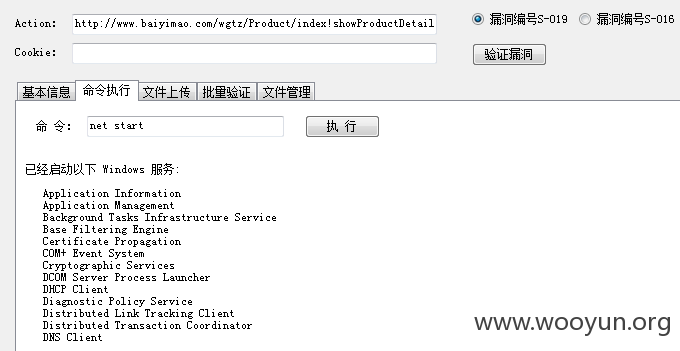 Action: http://www.baiyimao.com/wgtz/Product/index!showProductDetail 漏洞编号S-019 漏洞编号S-016
Cookie: 验证漏洞
基本信息 命令执行 文件上传 批量验证 文件管理
命 令: net start 执 行
已经启动以下 Windows 服务:
Application Information
Application Management
Background Tasks Infrastructure Service
Base Filtering Engine
Certificate Propagation
COM+ Event System
Cryptographic Services
DCOM Server Process Launcher
DHCP Client
Diagnostic Policy Service
Distributed Link Tracking Client
Distributed Transaction Coordinator
DNS Client
www.wooyun.org